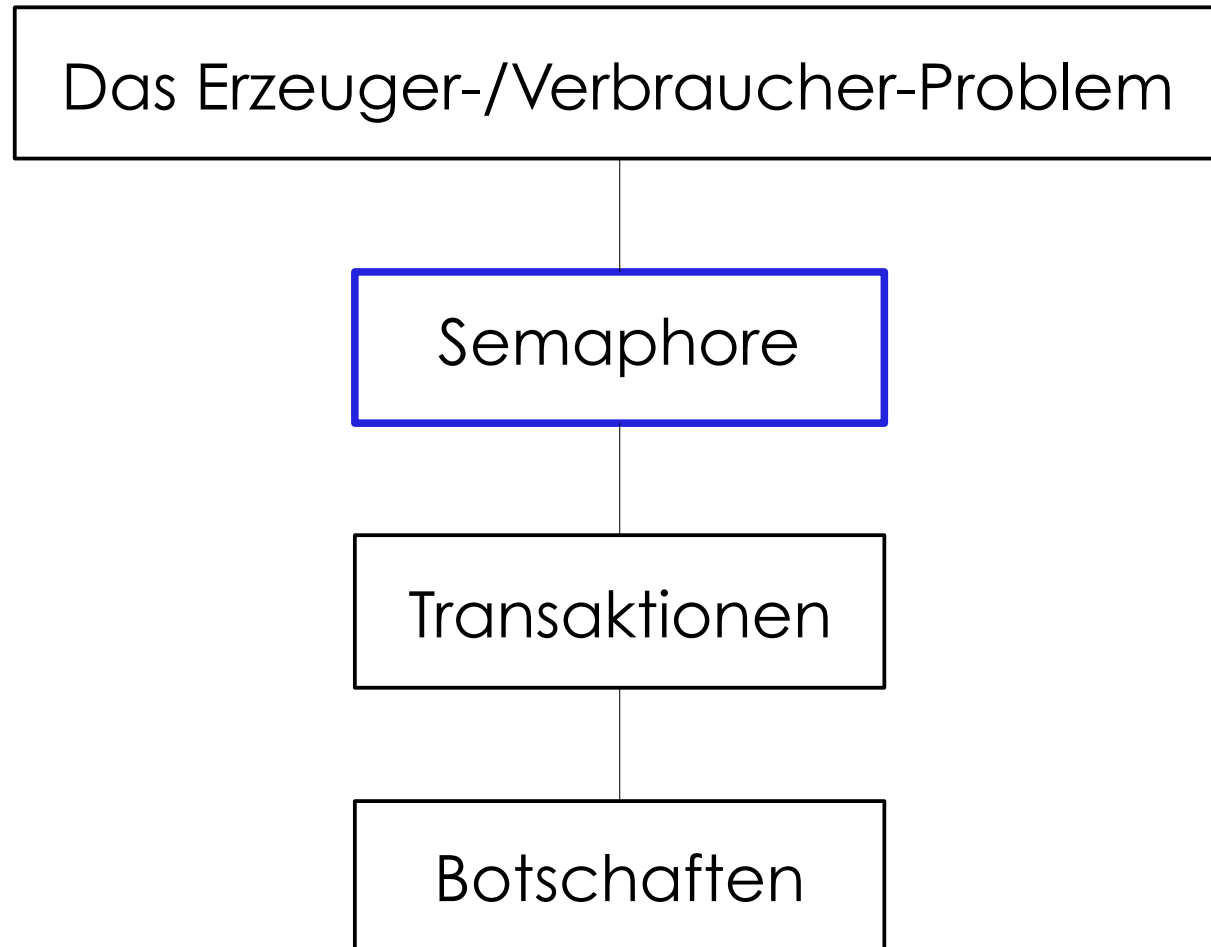 Das Erzeuger-/Verbraucher-Problem
Semaphore
Transaktionen
Botschaften